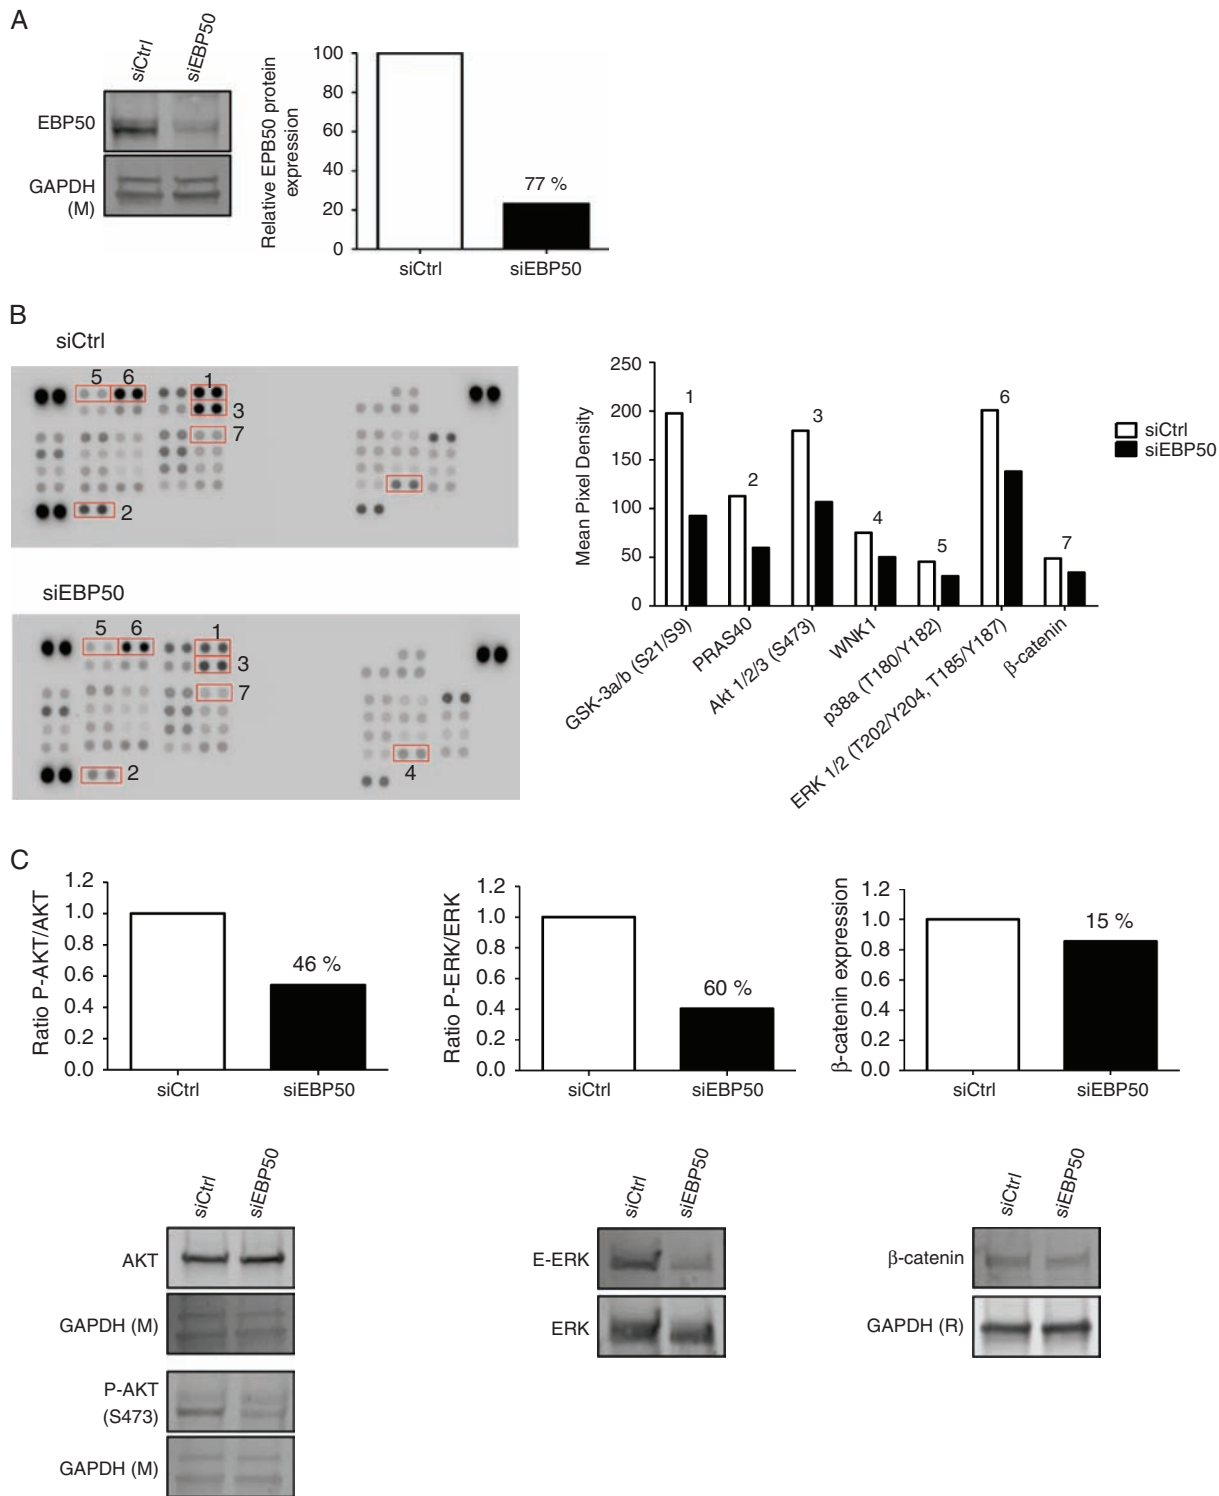 A
siCtrl
siEBP50
EBP50
GAPDH
(M)
Relative EPB50 protein
expression
100
80
60
40
20
0
77 %
siCtrl
siEBP50
B
siCtrl
5
6
1
3
7
2
siEBP50
5
6
1
3
7
2
4
Mean Pixel Density
250
200
150
100
50
0
1
2
3
4
5
6
7
siCtrl
siEBP50
GSK-3a/b (S21/S9)
PRAS40
Akt 1/2/3 (S473)
WNK1
p38a (T180/Y182)
ERK 1/2 (T202/Y204, T185/Y187)
β-catenin
C
Ratio P-AKT/AKT
1.2
1.0
0.8
0.6
0.4
0.2
0.0
46 %
siCtrl
siEBP50
Ratio P-ERK/ERK
1.2
1.0
0.8
0.6
0.4
0.2
0.0
60 %
siCtrl
siEBP50
β-catenin expression
1.2
1.0
0.8
0.6
0.4
0.2
0.0
15 %
siCtrl
siEBP50
siCtrl
siEBP50
AKT
GAPDH (M)
P-AKT
(S473)
GAPDH (M)
siCtrl
siEBP50
E-ERK
ERK
siCtrl
siEBP50
β-catenin
GAPDH (R)